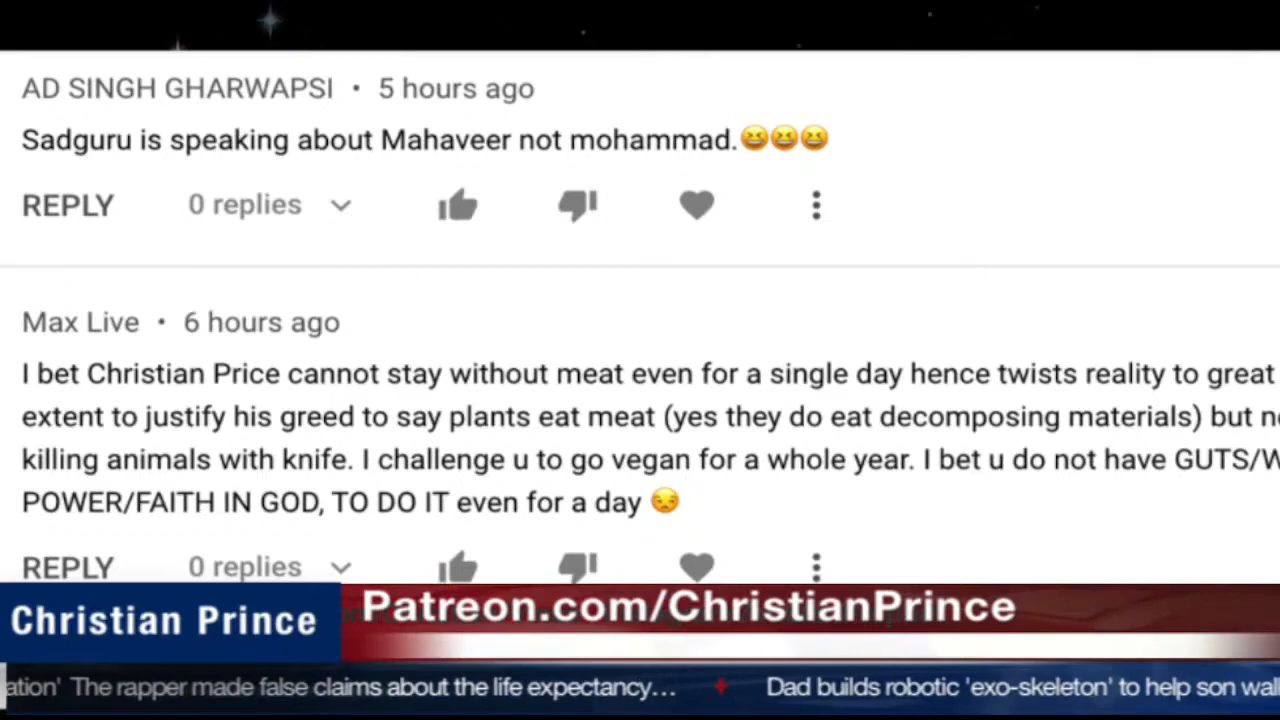 AD SINGH GHARWAPSI • 5 hours ago
Sadguru is speaking about Mahaveer not mohammad.😆😆😆
REPLY 0 replies
Max Live • 6 hours ago
I bet Christian Price cannot stay without meat even for a single day hence twists reality to great
extent to justify his greed to say plants eat meat (yes they do eat decomposing materials) but
killing animals with knife. I challenge u to go vegan for a whole year. I bet u do not have GUTS/
POWER/FAITH IN GOD, TO DO IT even for a day 😒
REPLY 0 replies
Christian Prince
Patreon.com/ChristianPrince
ation' The rapper made false claims about the life expectancy... Dad builds robotic 'exo-skeleton' to help son